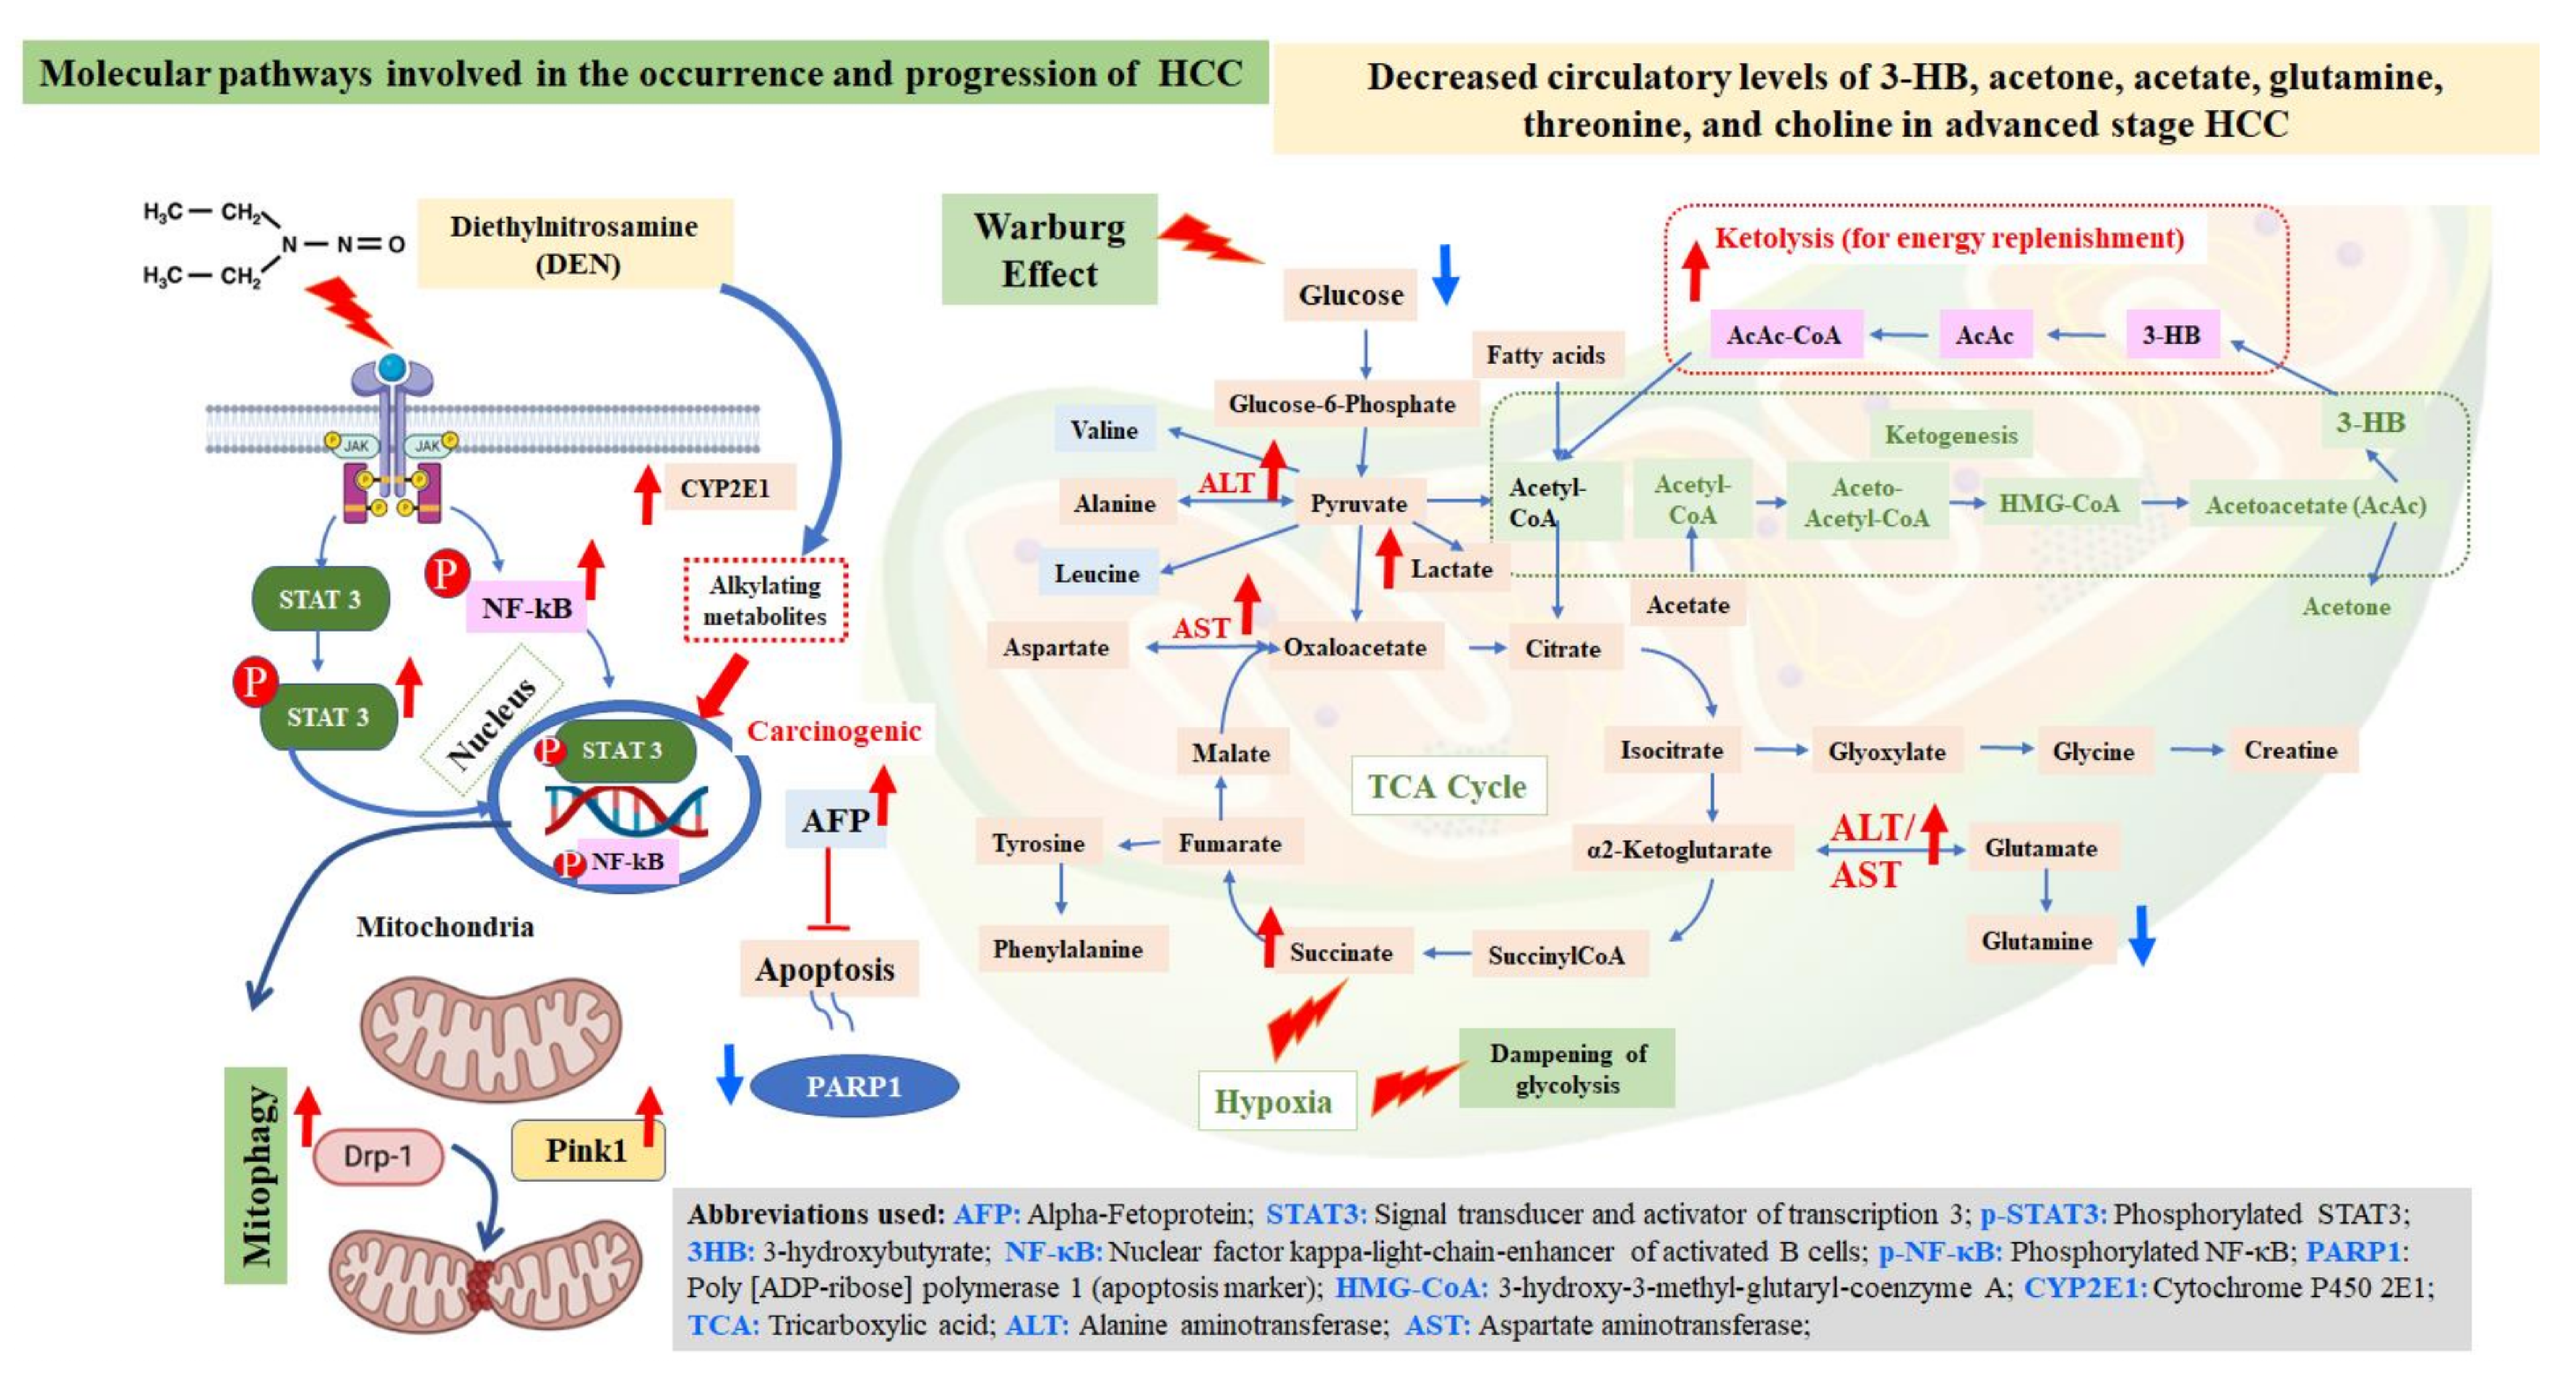 Molecular pathways involved in the occurrence and progression of HCC
Decreased circulatory levels of 3-HB, acetone, acetate, glutamine,
threonine, and choline in advanced stage HCC
H₃C — CH₂
N — N = O
H₃C — CH₂
Diethylnitrosamine
(DEN)
JAK
JAK
P
P
P
P
P
P
CYP2E1
STAT 3
P
NF-kB
Alkylating
metabolites
P
STAT 3
Nucleus
P
STAT 3
P
NF-kB
Carcinogenic
AFP
Apoptosis
PARP1
Mitochondria
Mitophagy
Drp-1
Pink1
Warburg
Effect
Glucose
Glucose-6-Phosphate
Fatty acids
Ketolysis (for energy replenishment)
AcAc-CoA
AcAc
3-HB
Valine
ALT
Alanine
Pyruvate
Leucine
Lactate
Acetyl-
CoA
Ketogenesis
Acetyl-
CoA
Aceto-
Acetyl-CoA
HMG-CoA
Acetoacetate (AcAc)
3-HB
Acetone
Acetate
Aspartate
AST
Oxaloacetate
Citrate
Malate
TCA Cycle
Isocitrate
Glyoxylate
Glycine
Creatine
Tyrosine
Fumarate
α2-Ketoglutarate
ALT/
AST
Glutamate
Phenylalanine
Succinate
SuccinylCoA
Glutamine
Hypoxia
Dampening of
glycolysis
Abbreviations used: AFP: Alpha-Fetoprotein; STAT3: Signal transducer and activator of transcription 3; p-STAT3: Phosphorylated STAT3;
3HB: 3-hydroxybutyrate; NF-κB: Nuclear factor kappa-light-chain-enhancer of activated B cells; p-NF-κB: Phosphorylated NF-κB; PARP1:
Poly [ADP-ribose] polymerase 1 (apoptosis marker); HMG-CoA: 3-hydroxy-3-methyl-glutaryl-coenzyme A; CYP2E1: Cytochrome P450 2E1;
TCA: Tricarboxylic acid; ALT: Alanine aminotransferase; AST: Aspartate aminotransferase;